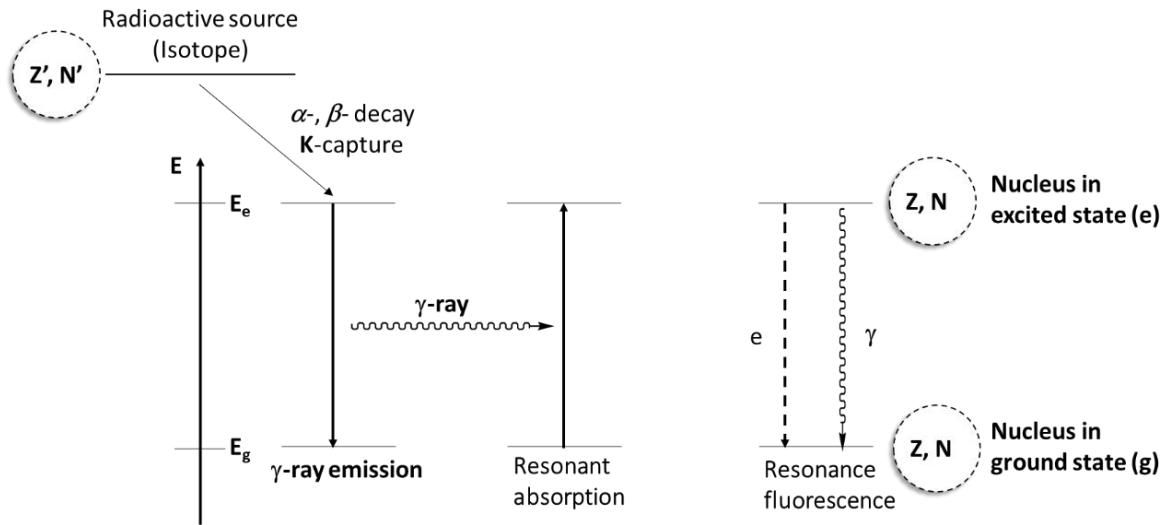 Radioactive source
(Isotope)
Z’, N’
α-, β- decay
K-capture
E
Eₑ
Z, N
Nucleus in
excited state (e)
γ-ray
e
γ
E_g
γ-ray emission
Resonant
absorption
Resonance
fluorescence
Z, N
Nucleus in
ground state (g)